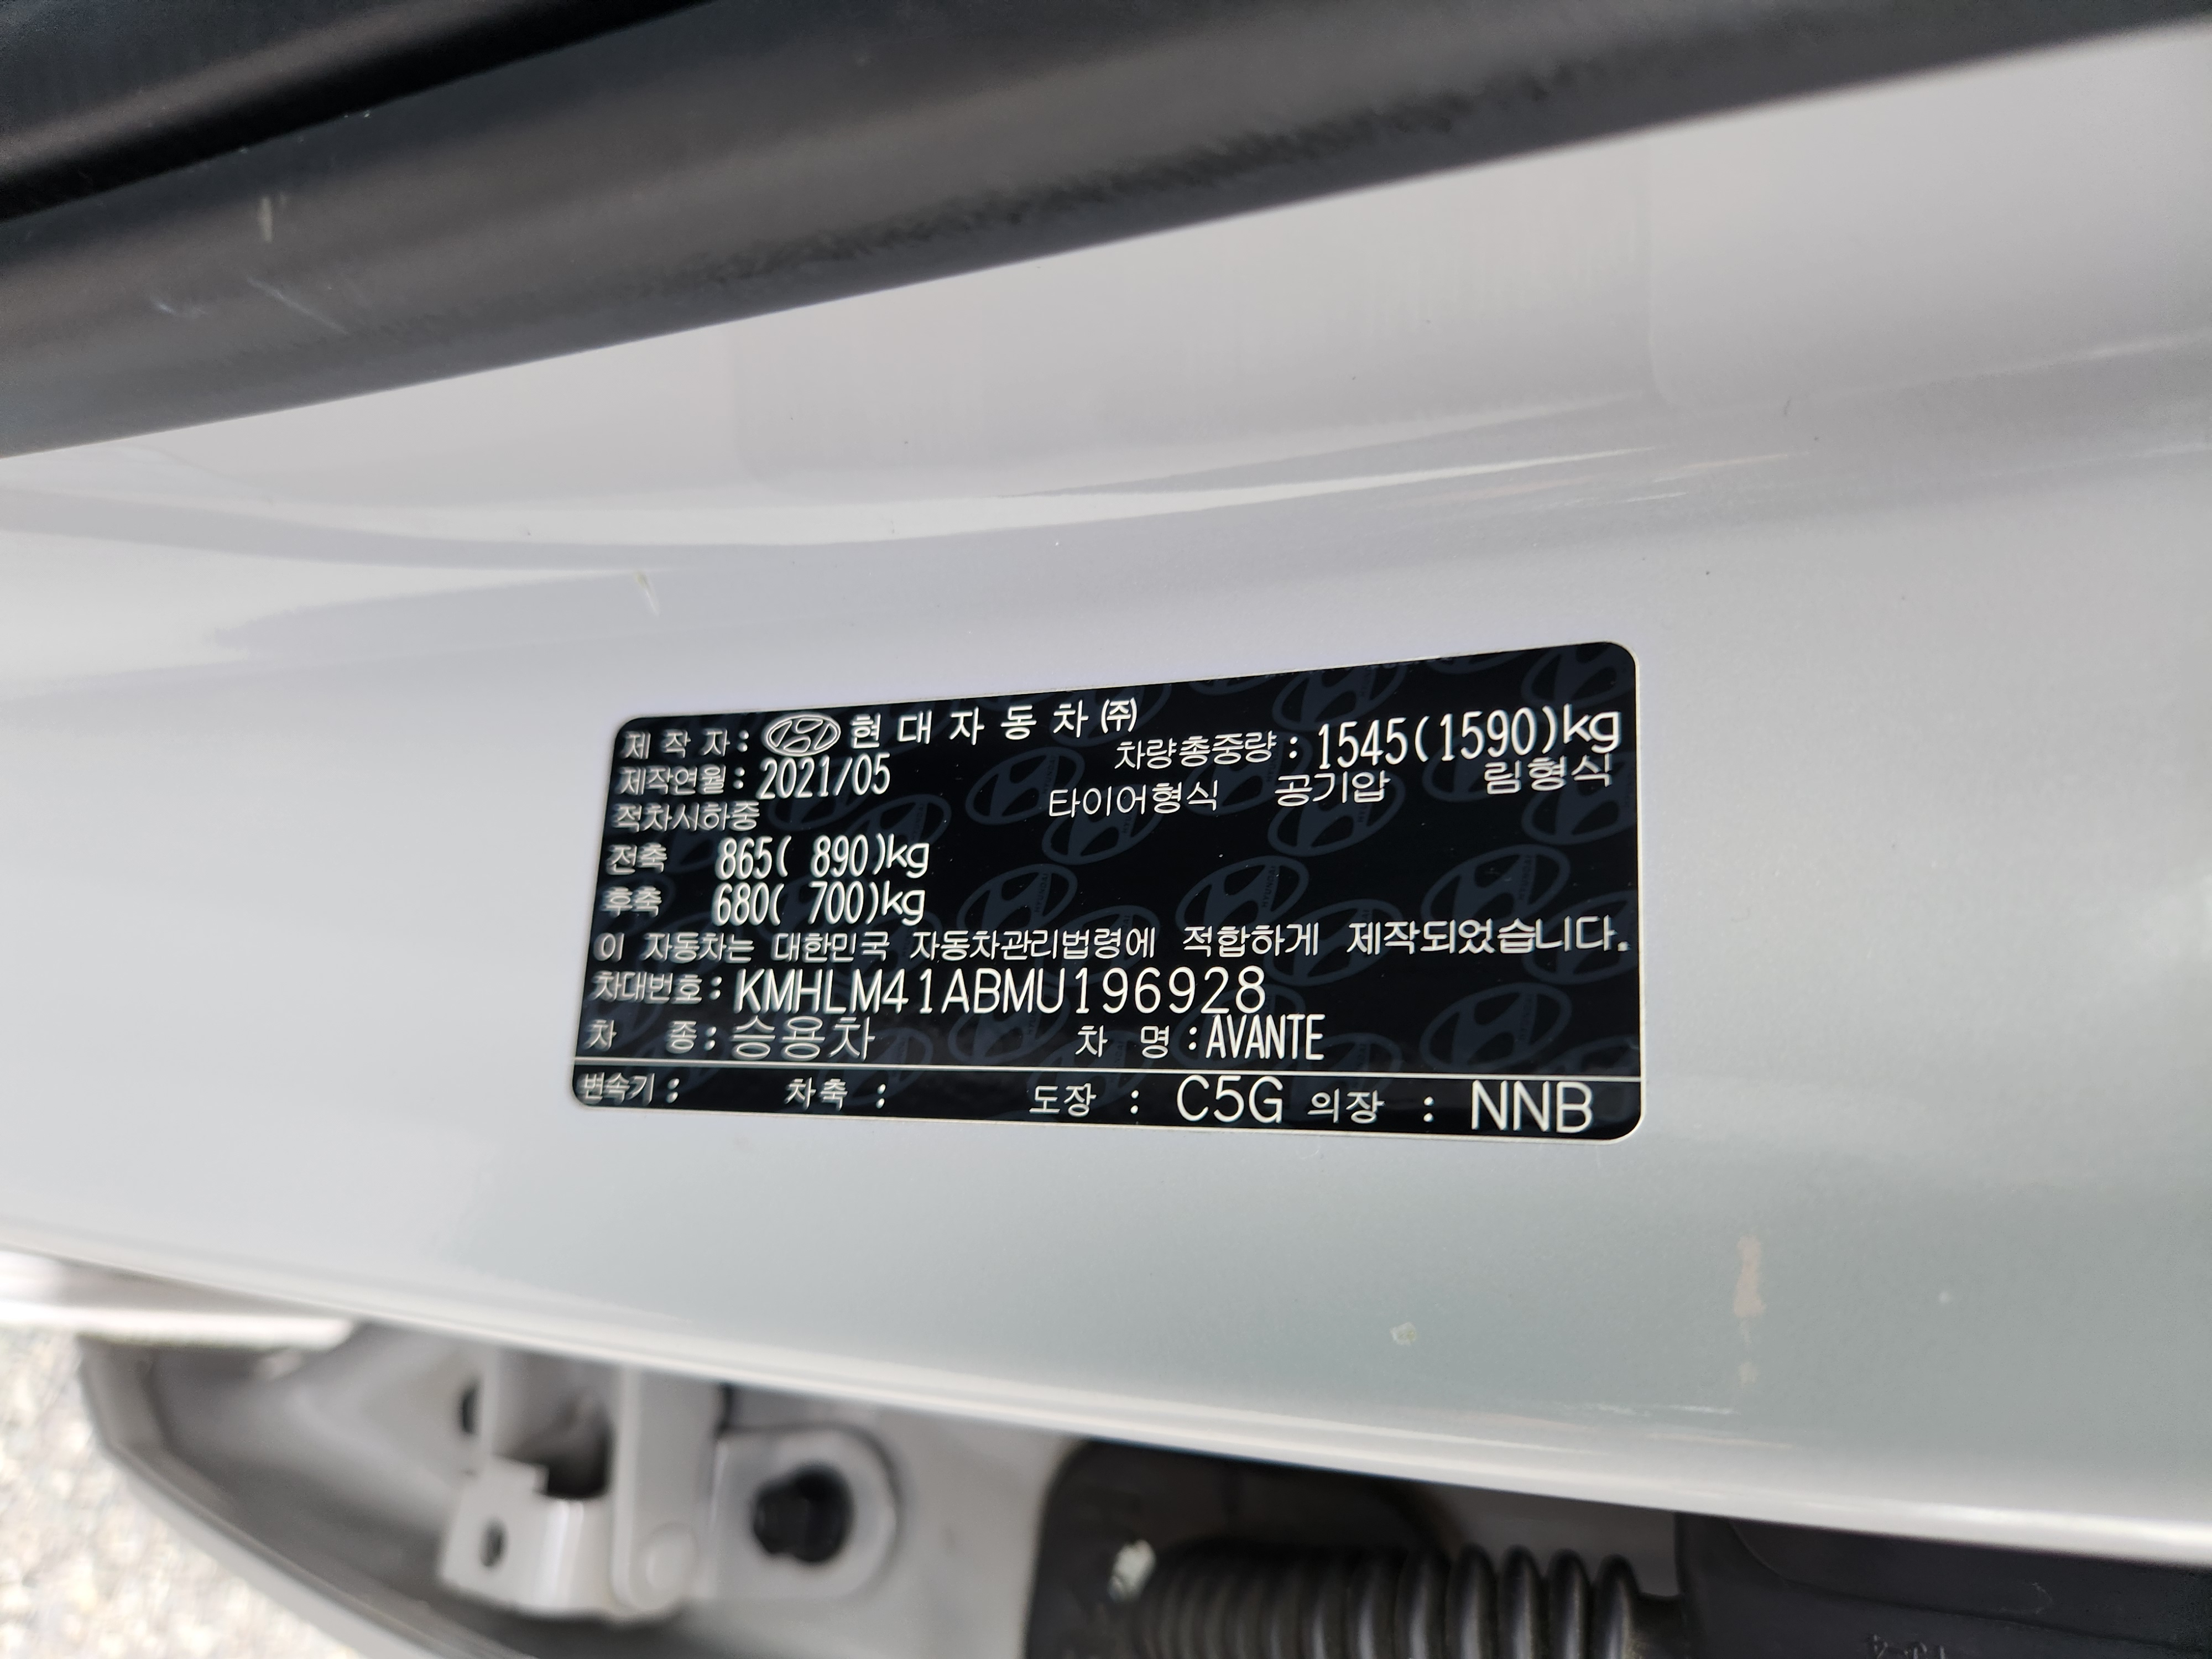 제 작 자 : 현 대 자 동 차 ㈜
제작연월 : 2021/05 차량총중량 : 1545(1590)kg
적차시하중 타이어형식 공기압 림형식
전축 865( 890)kg
후축 680( 700)kg
이 자동차는 대한민국 자동차관리법령에 적합하게 제작되었습니다.
차대번호 : KMHLM41ABMU196928
차 종 : 승용차 차 명 : AVANTE
변속기 : 차축 : 도장 : C5G 의장 : NNB